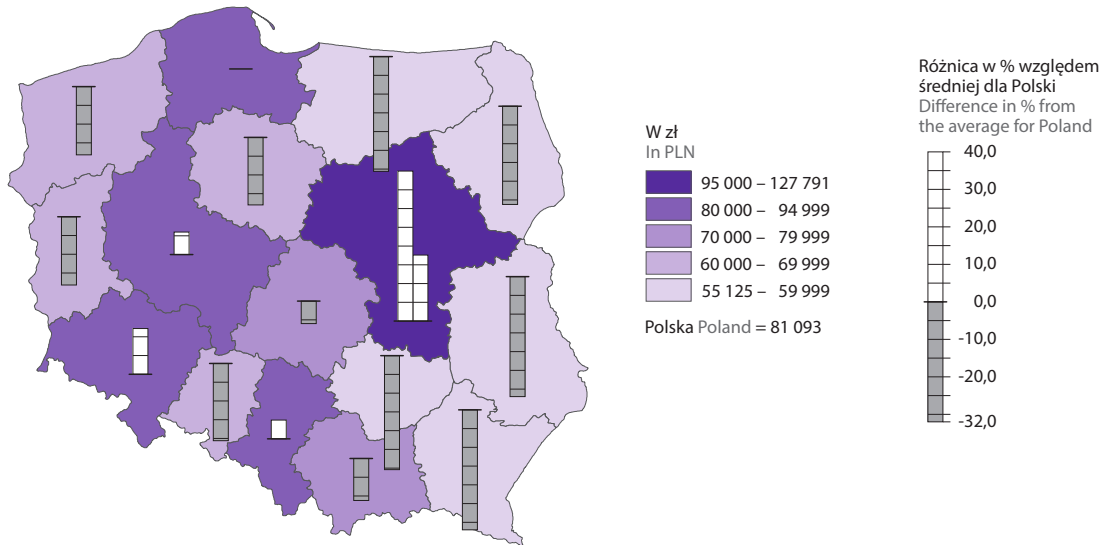 W zł
In PLN
95 000 – 127 791
80 000 – 94 999
70 000 – 79 999
60 000 – 69 999
55 125 – 59 999
Polska Poland = 81 093
Różnica w % względem
średniej dla Polski
Difference in % from
the average for Poland
40,0
30,0
20,0
10,0
0,0
-10,0
-20,0
-32,0